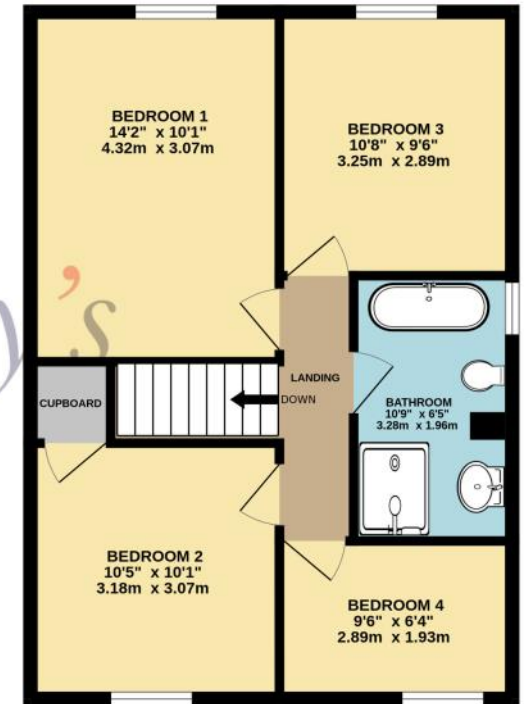 BEDROOM 1
14'2" x 10'1"
4.32m x 3.07m
BEDROOM 3
10'8" x 9'6"
3.25m x 2.89m
y's
LANDING
CUPBOARD
DOWN
BATHROOM
10'9" x 6'5"
3.28m x 1.96m
BEDROOM 2
10'5" x 10'1"
3.18m x 3.07m
BEDROOM 4
9'6" x 6'4"
2.89m x 1.93m